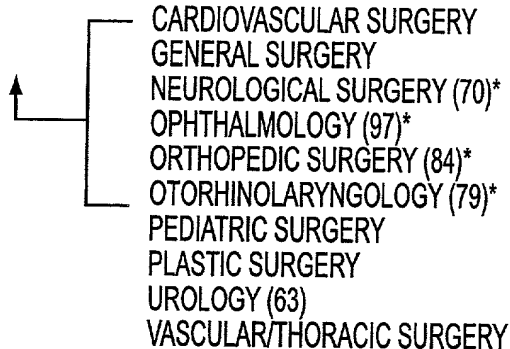 CARDIOVASCULAR SURGERY
GENERAL SURGERY
NEUROLOGICAL SURGERY (70)*
OPHTHALMOLOGY (97)*
ORTHOPEDIC SURGERY (84)*
OTORHINOLARYNGOLOGY (79)*
PEDIATRIC SURGERY
PLASTIC SURGERY
UROLOGY (63)
VASCULAR/THORACIC SURGERY